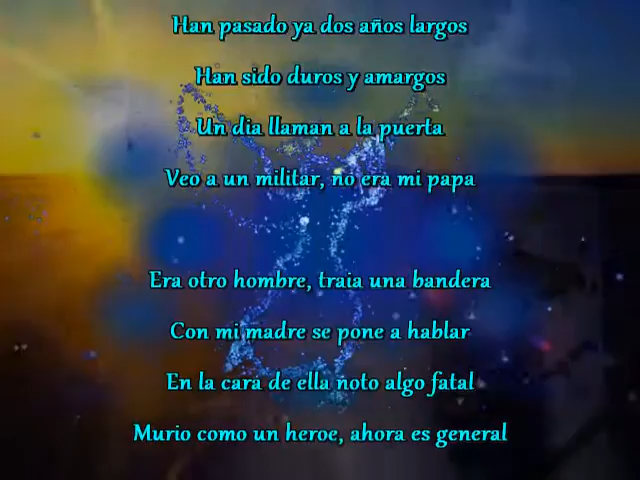 Han pasado ya dos años largos
Han sido duros y amargos
Un dia llaman a la puerta
Veo a un militar, no era mi papa
Era otro hombre, traia una bandera
Con mi madre se pone a hablar
En la cara de ella noto algo fatal
Murio como un heroe, ahora es general